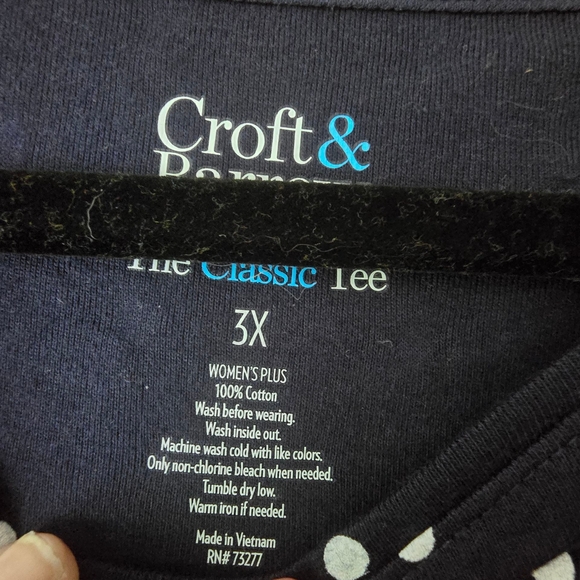 Croft &
Barrow
The Classic Tee
3X
WOMEN'S PLUS
100% Cotton
Wash before wearing.
Wash inside out.
Machine wash cold with like colors.
Only non-chlorine bleach when needed.
Tumble dry low.
Warm iron if needed.
Made in Vietnam
RN# 73277